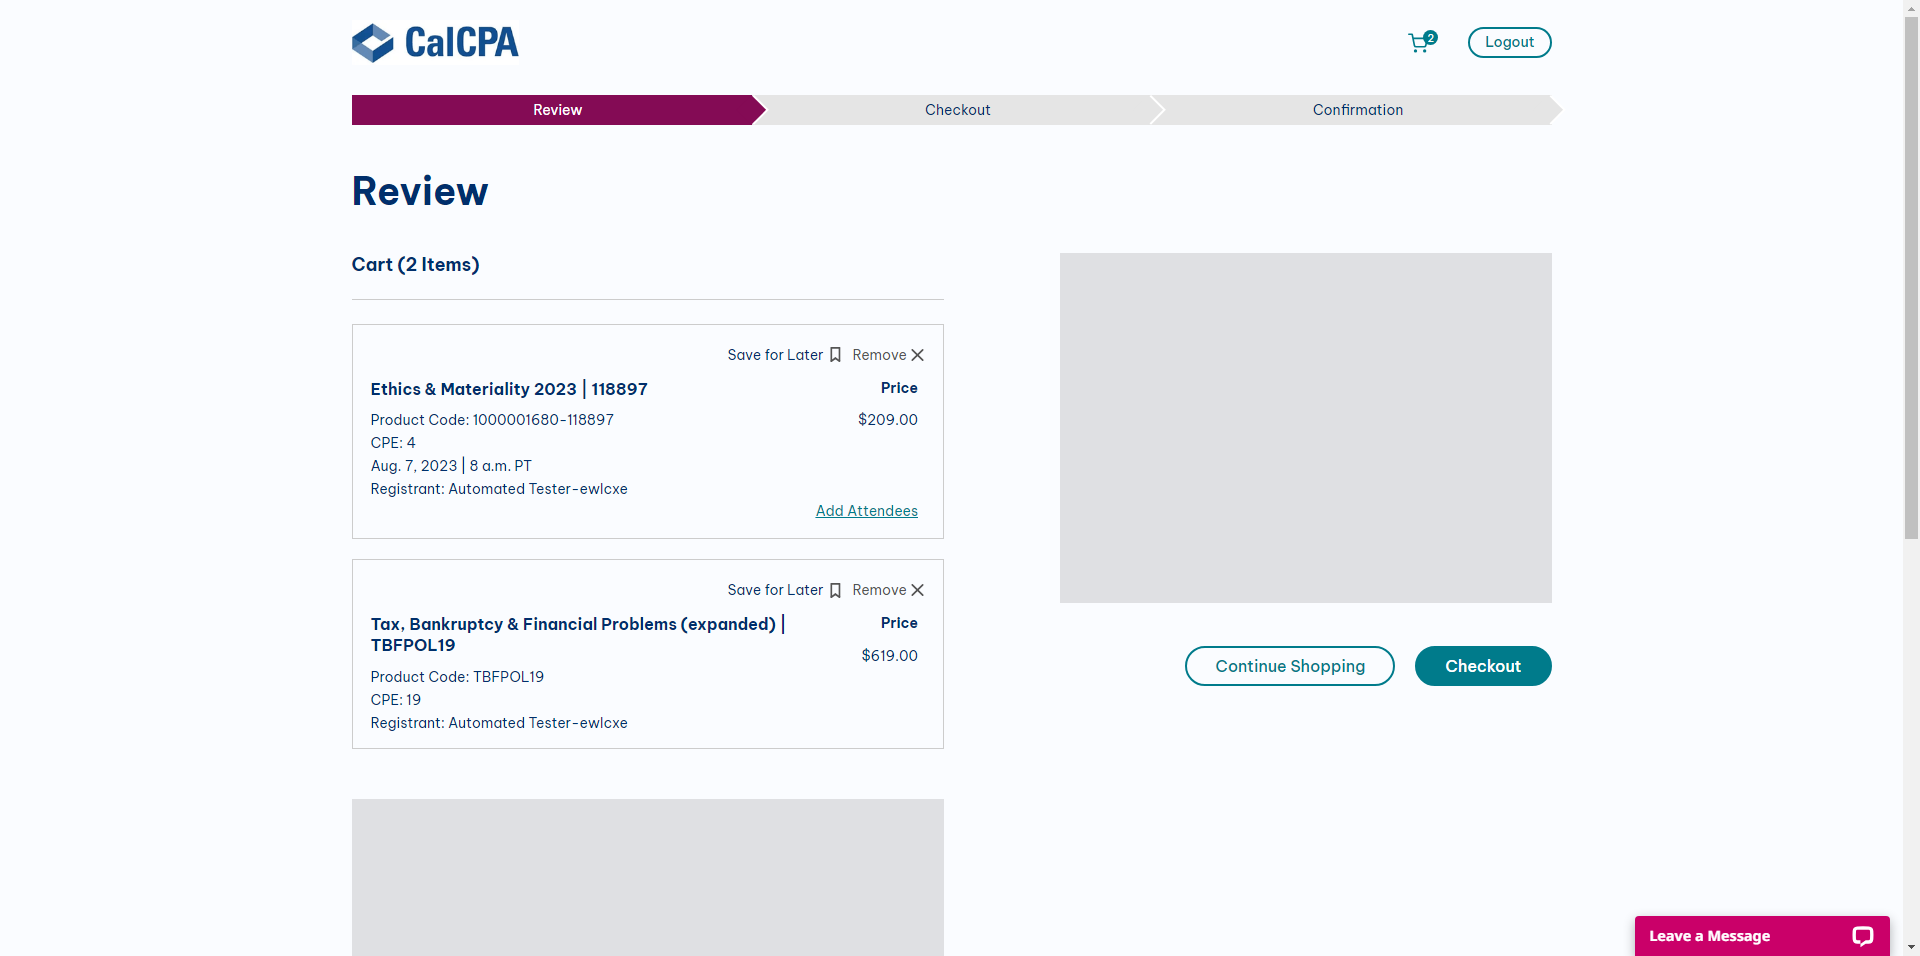 CalCPA
2
Logout
Review
Checkout
Confirmation
Review
Cart (2 Items)
Save for Later
Remove
Ethics & Materiality 2023 | 118897
Price
Product Code: 1000001680-118897
$209.00
CPE: 4
Aug. 7, 2023 | 8 a.m. PT
Registrant: Automated Tester-ewlcxe
Add Attendees
Save for Later
Remove
Tax, Bankruptcy & Financial Problems (expanded) |
TBFPOL19
Price
$619.00
Product Code: TBFPOL19
CPE: 19
Registrant: Automated Tester-ewlcxe
Continue Shopping
Checkout
Leave a Message